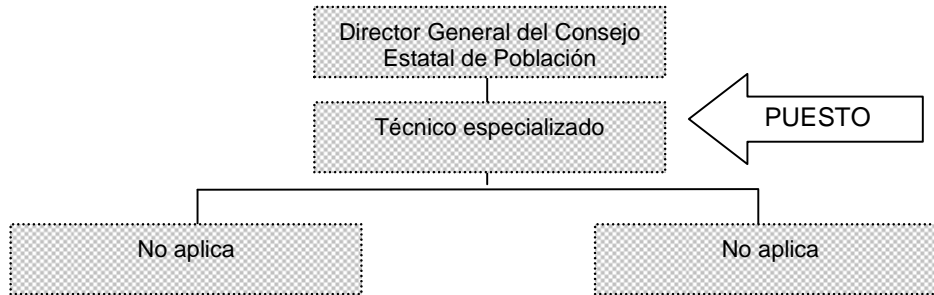 Director General del Consejo
Estatal de Población
Técnico especializado
PUESTO
No aplica
No aplica